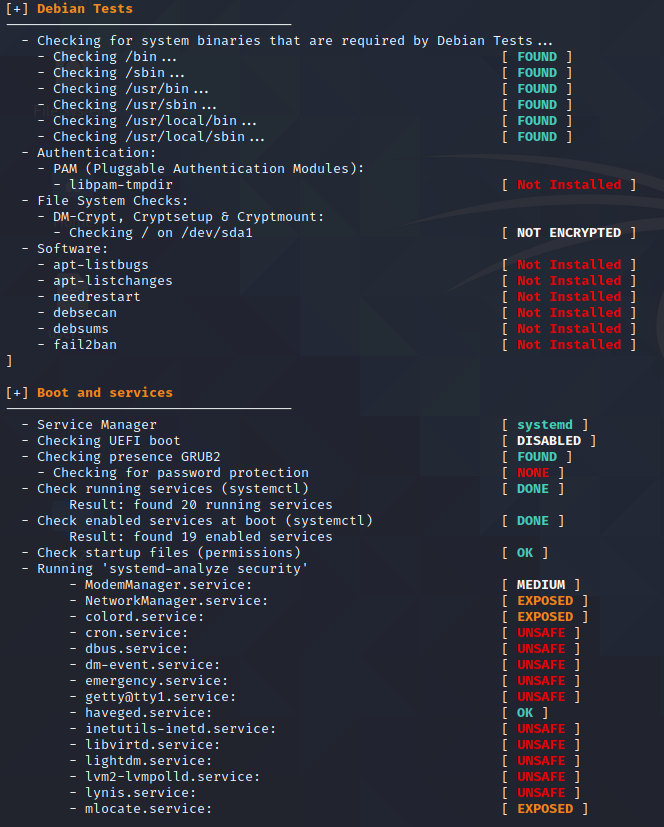 [+] Debian Tests
- Checking for system binaries that are required by Debian Tests...
- Checking /bin... [ FOUND ]
- Checking /sbin... [ FOUND ]
- Checking /usr/bin... [ FOUND ]
- Checking /usr/sbin... [ FOUND ]
- Checking /usr/local/bin... [ FOUND ]
- Checking /usr/local/sbin... [ FOUND ]
- Authentication:
- PAM (Pluggable Authentication Modules):
- libpam-tmpdir [ Not Installed ]
- File System Checks:
- DM-Crypt, Cryptsetup & Cryptmount:
- Checking / on /dev/sda1 [ NOT ENCRYPTED ]
- Software:
- apt-listbugs [ Not Installed ]
- apt-listchanges [ Not Installed ]
- needrestart [ Not Installed ]
- debsecan [ Not Installed ]
- debsums [ Not Installed ]
- fail2ban [ Not Installed ]
]
[+] Boot and services
- Service Manager [ systemd ]
- Checking UEFI boot [ DISABLED ]
- Checking presence GRUB2 [ FOUND ]
- Checking for password protection [ NONE ]
- Check running services (systemctl) [ DONE ]
Result: found 20 running services
- Check enabled services at boot (systemctl) [ DONE ]
Result: found 19 enabled services
- Check startup files (permissions) [ OK ]
- Running 'systemd-analyze security'
- ModemManager.service: [ MEDIUM ]
- NetworkManager.service: [ EXPOSED ]
- colord.service: [ EXPOSED ]
- cron.service: [ UNSAFE ]
- dbus.service: [ UNSAFE ]
- dm-event.service: [ UNSAFE ]
- emergency.service: [ UNSAFE ]
- getty@tty1.service: [ UNSAFE ]
- haveged.service: [ OK ]
- inetutils-inetd.service: [ UNSAFE ]
- libvirtd.service: [ UNSAFE ]
- lightdm.service: [ UNSAFE ]
- lvm2-lvmpolld.service: [ UNSAFE ]
- lynis.service: [ UNSAFE ]
- mlocate.service: [ EXPOSED ]